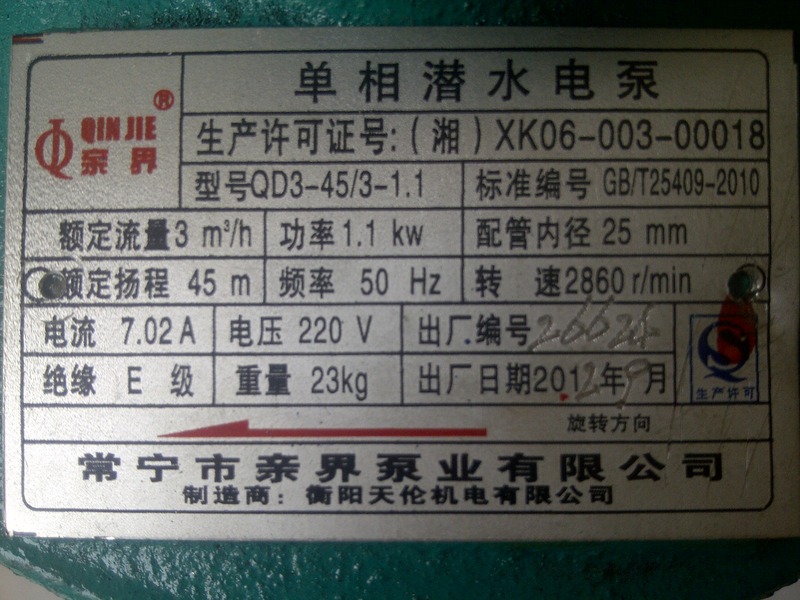 单相潜水电泵
®
QIN JIE
亲界
生产许可证号：(湘)XK06-003-00018
型号QD3-45/3-1.1 标准编号 GB/T25409-2010
额定流量3 m³/h 功率1.1 kw 配管内径 25 mm
额定扬程 45 m 频率 50 Hz 转 速2860r/min
电流 7.02A 电压 220 V 出厂编号
绝缘 E 级 重量 23kg 出厂日期2012年9月
生产许可
旋转方向
常宁市亲界泵业有限公司
制造商：衡阳天伦机电有限公司